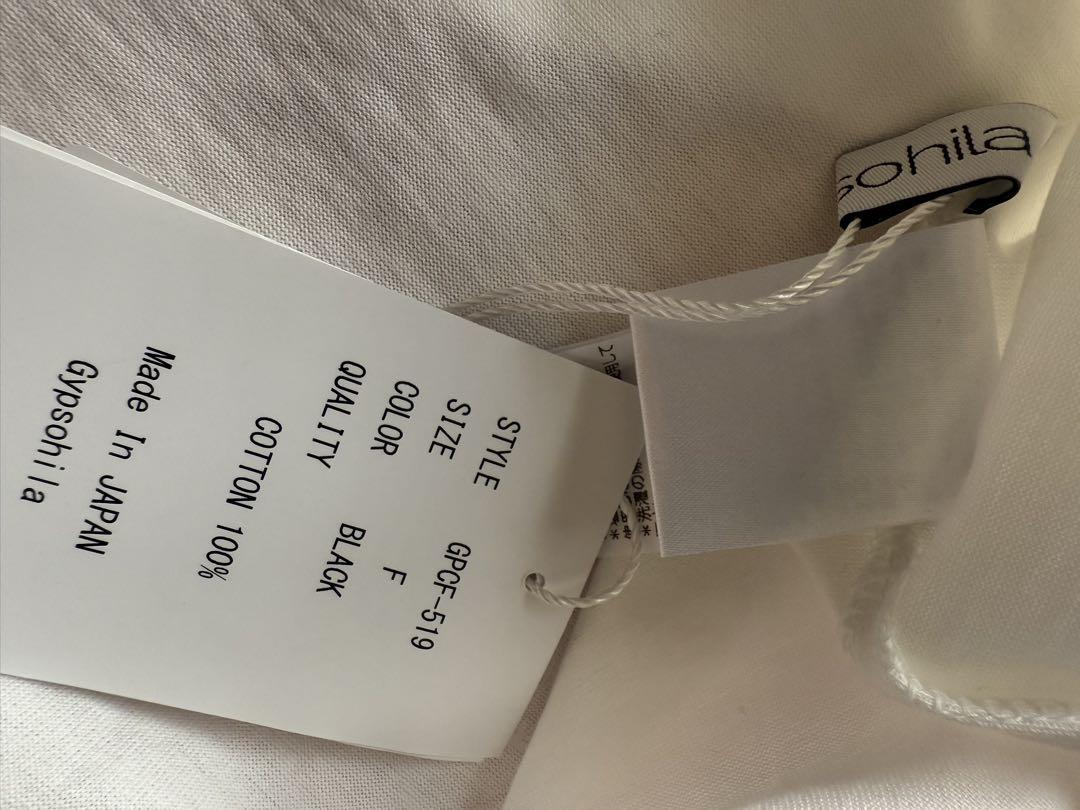 STYLE GPCF-519
SIZE F
COLOR BLACK
QUALITY
COTTON 100%
Made In JAPAN
Gypsohila
sohila